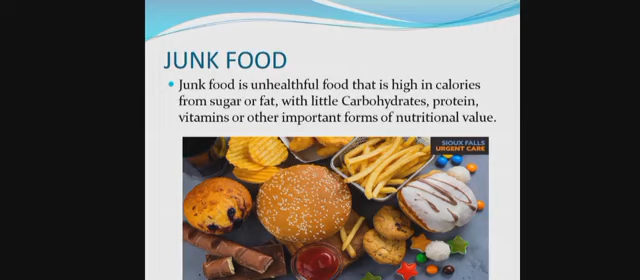 JUNK FOOD
Junk food is unhealthful food that is high in calories
from sugar or fat, with little Carbohydrates, protein,
vitamins or other important forms of nutritional value.
SIOUX FALLS
URGENT CARE